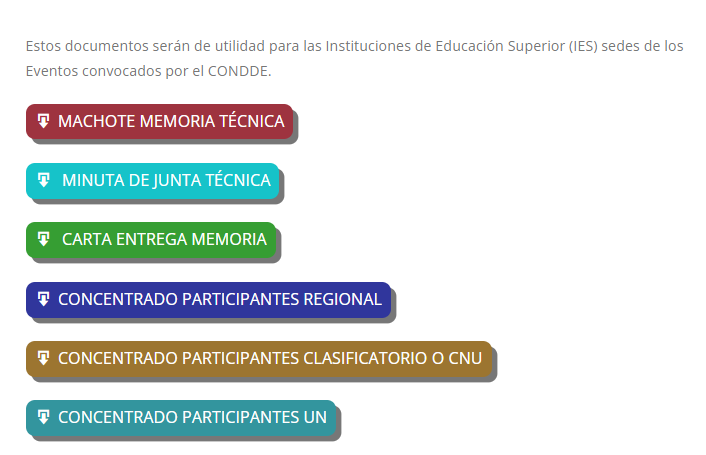 Estos documentos serán de utilidad para las Instituciones de Educación Superior (IES) sedes de los
Eventos convocados por el CONDDE.
MACHOTE MEMORIA TÉCNICA
MINUTA DE JUNTA TÉCNICA
CARTA ENTREGA MEMORIA
CONCENTRADO PARTICIPANTES REGIONAL
CONCENTRADO PARTICIPANTES CLASIFICATORIO O CNU
CONCENTRADO PARTICIPANTES UN